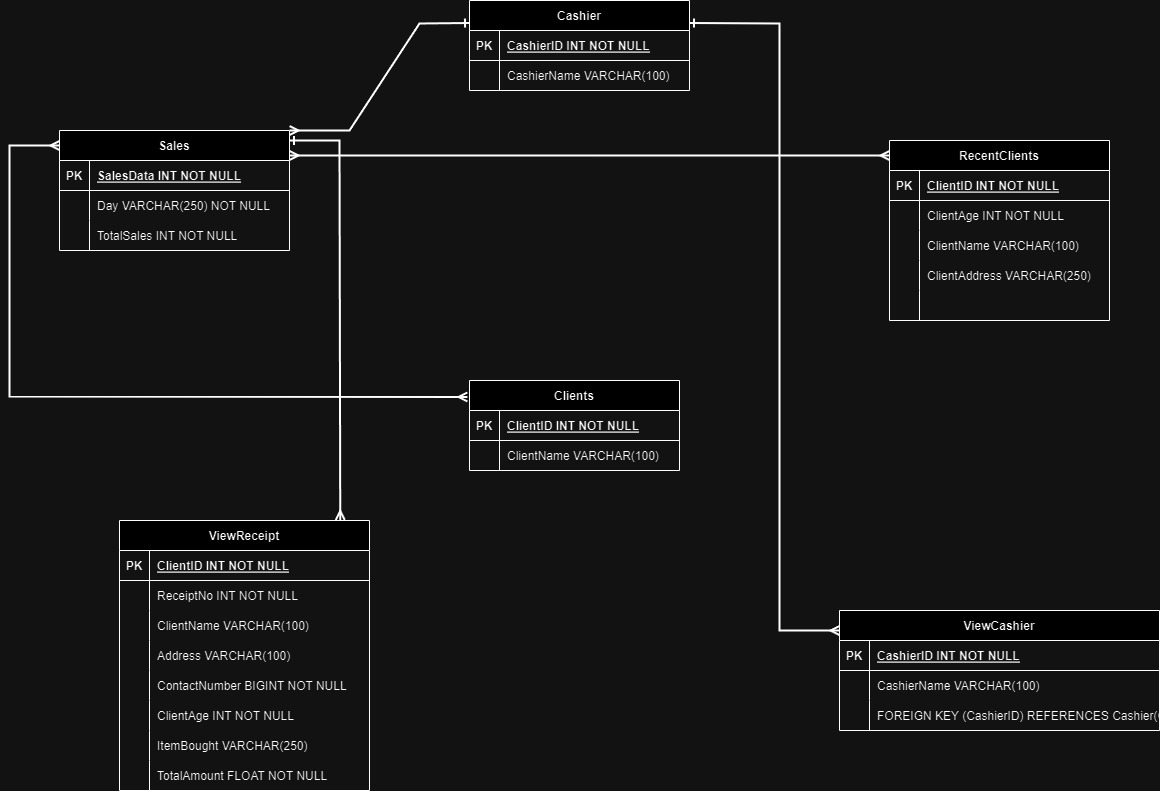 Cashier
PK CashierID INT NOT NULL
CashierName VARCHAR(100)
Sales
PK SalesData INT NOT NULL
Day VARCHAR(250) NOT NULL
TotalSales INT NOT NULL
RecentClients
PK ClientID INT NOT NULL
ClientAge INT NOT NULL
ClientName VARCHAR(100)
ClientAddress VARCHAR(250)
Clients
PK ClientID INT NOT NULL
ClientName VARCHAR(100)
ViewReceipt
PK ClientID INT NOT NULL
ReceiptNo INT NOT NULL
ClientName VARCHAR(100)
Address VARCHAR(100)
ContactNumber BIGINT NOT NULL
ClientAge INT NOT NULL
ItemBought VARCHAR(250)
TotalAmount FLOAT NOT NULL
ViewCashier
PK CashierID INT NOT NULL
CashierName VARCHAR(100)
FOREIGN KEY (CashierID) REFERENCES Cashier(